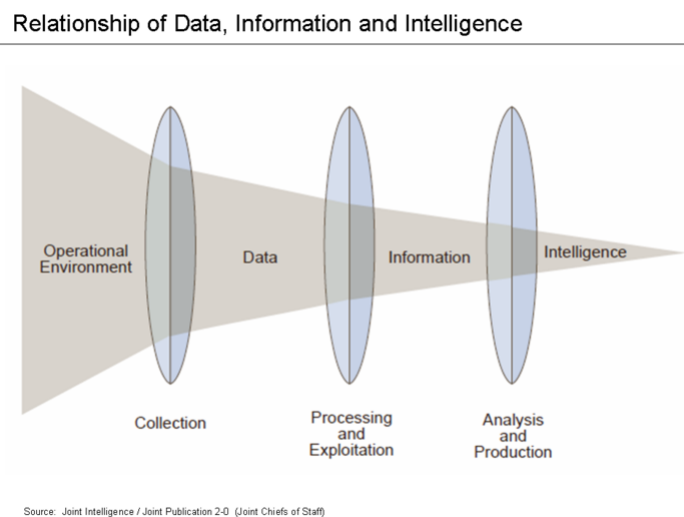 Relationship of Data, Information and Intelligence
Operational
Environment
Data
Information
Intelligence
Collection
Processing
and
Exploitation
Analysis
and
Production
Source: Joint Intelligence / Joint Publication 2-0 (Joint Chiefs of Staff)